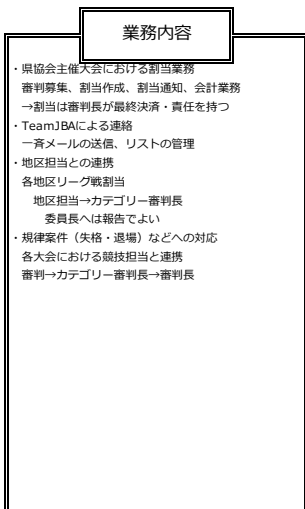 業務内容
・県協会主催大会における割当業務
審判募集、割当作成、割当通知、会計業務
→割当は審判長が最終決済・責任を持つ
・TeamJBAによる連絡
一斉メールの送信、リストの管理
・地区担当との連携
各地区リーグ戦割当
地区担当→カテゴリー審判長
委員長へは報告でよい
・規律案件（失格・退場）などへの対応
各大会における競技担当と連携
審判→カテゴリー審判長→審判長